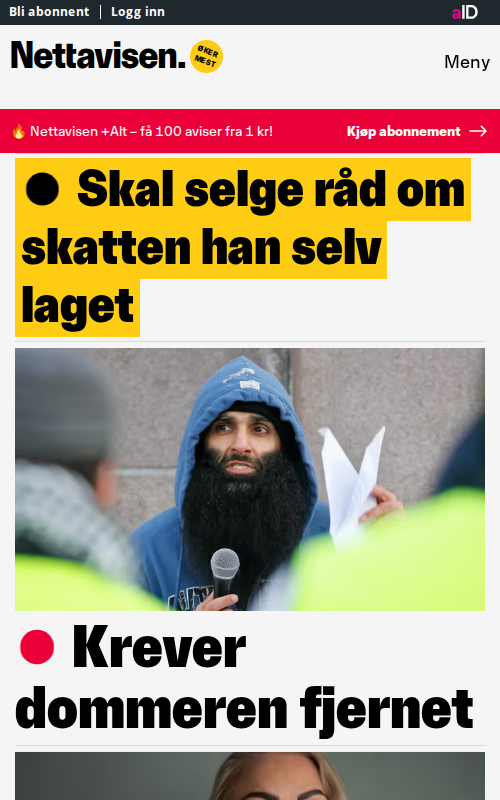 Bli abonnent | Logg inn
aID
Nettavisen.
ØKER
MEST
Meny
🔥 Nettavisen +Alt – få 100 aviser fra 1 kr!
Kjøp abonnement →
Skal selge råd om
skatten han selv
laget
Krever
dommeren fjernet